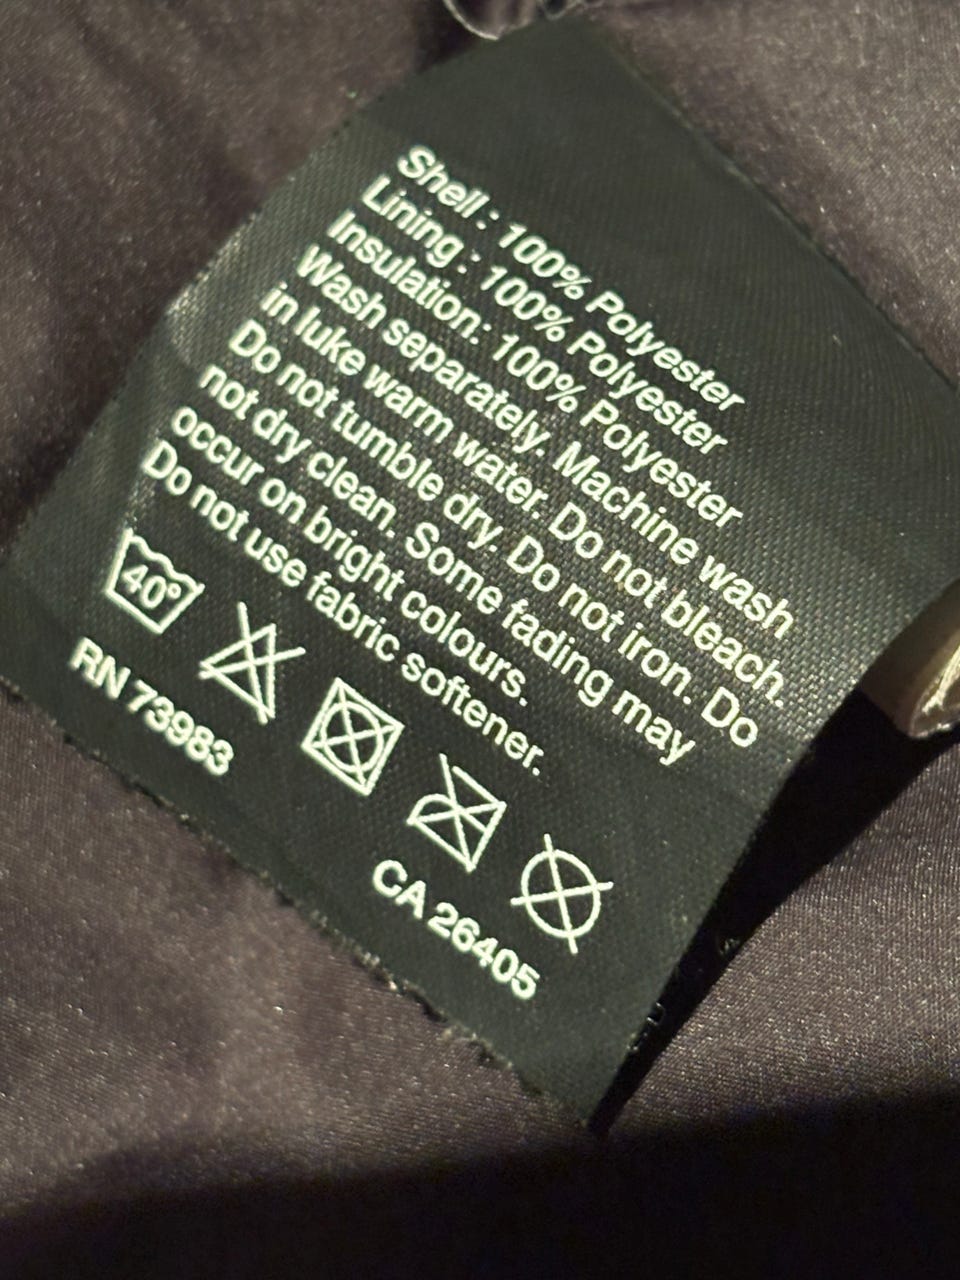 Shell : 100% Polyester
Lining : 100% Polyester
Insulation: 100% Polyester
Wash separately. Machine wash
in luke warm water. Do not bleach.
Do not tumble dry. Do not iron. Do
not dry clean. Some fading may
occur on bright colours.
Do not use fabric softener.
40°
RN 73983
CA 26405